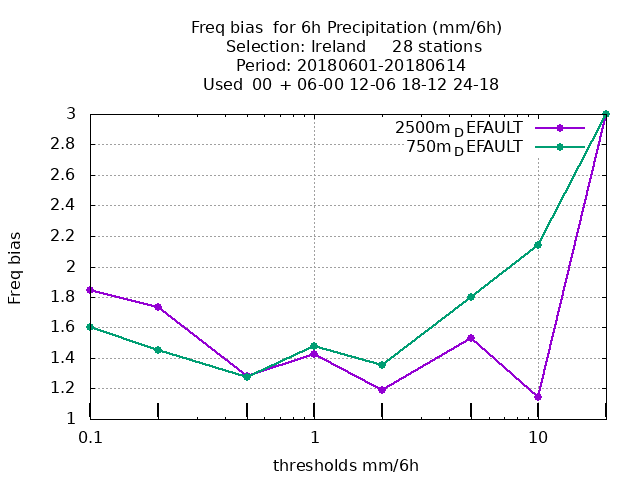 Freq bias  for 6h Precipitation (mm/6h)
Selection: Ireland     28 stations
Period: 20180601-20180614
Used  00  + 06-00 12-06 18-12 24-18
3
2.8
2.6
2.4
2.2
2
1.8
1.6
1.4
1.2
1
Freq bias
2500m_DEFAULT
750m_DEFAULT
0.1 1 10
thresholds mm/6h